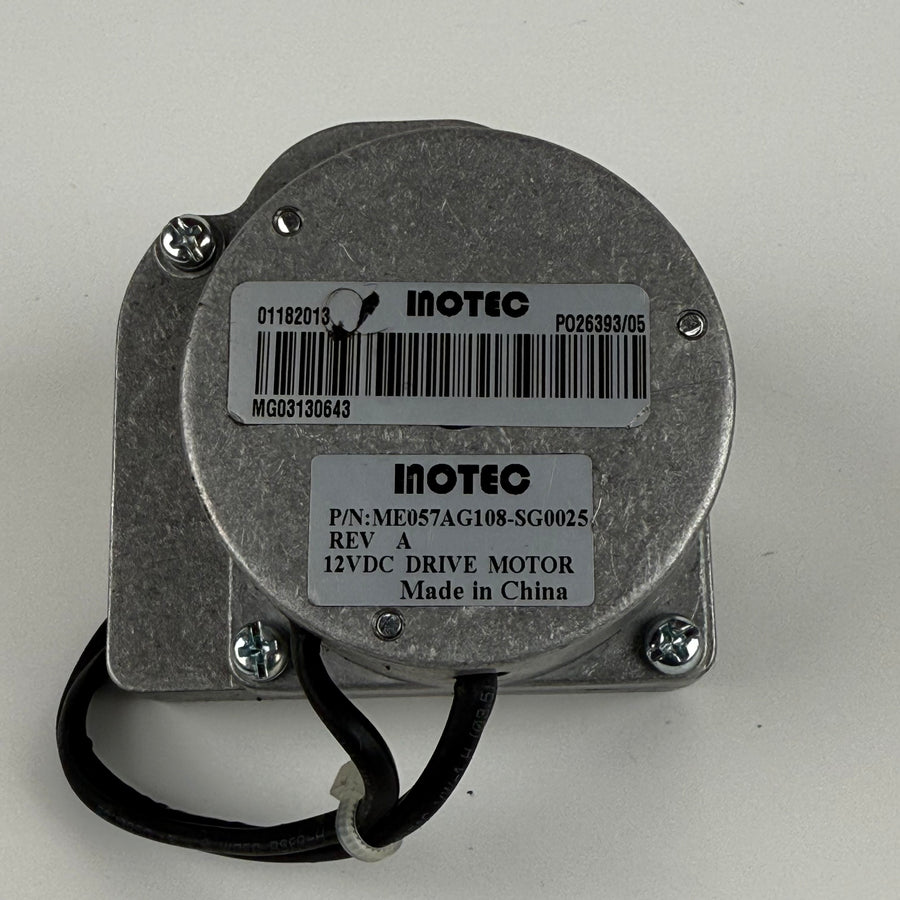 INOTEC
01182013
PO26393/05
MG03130643
INOTEC
P/N:ME057AG108-SG0025
REV A
12VDC DRIVE MOTOR
Made in China